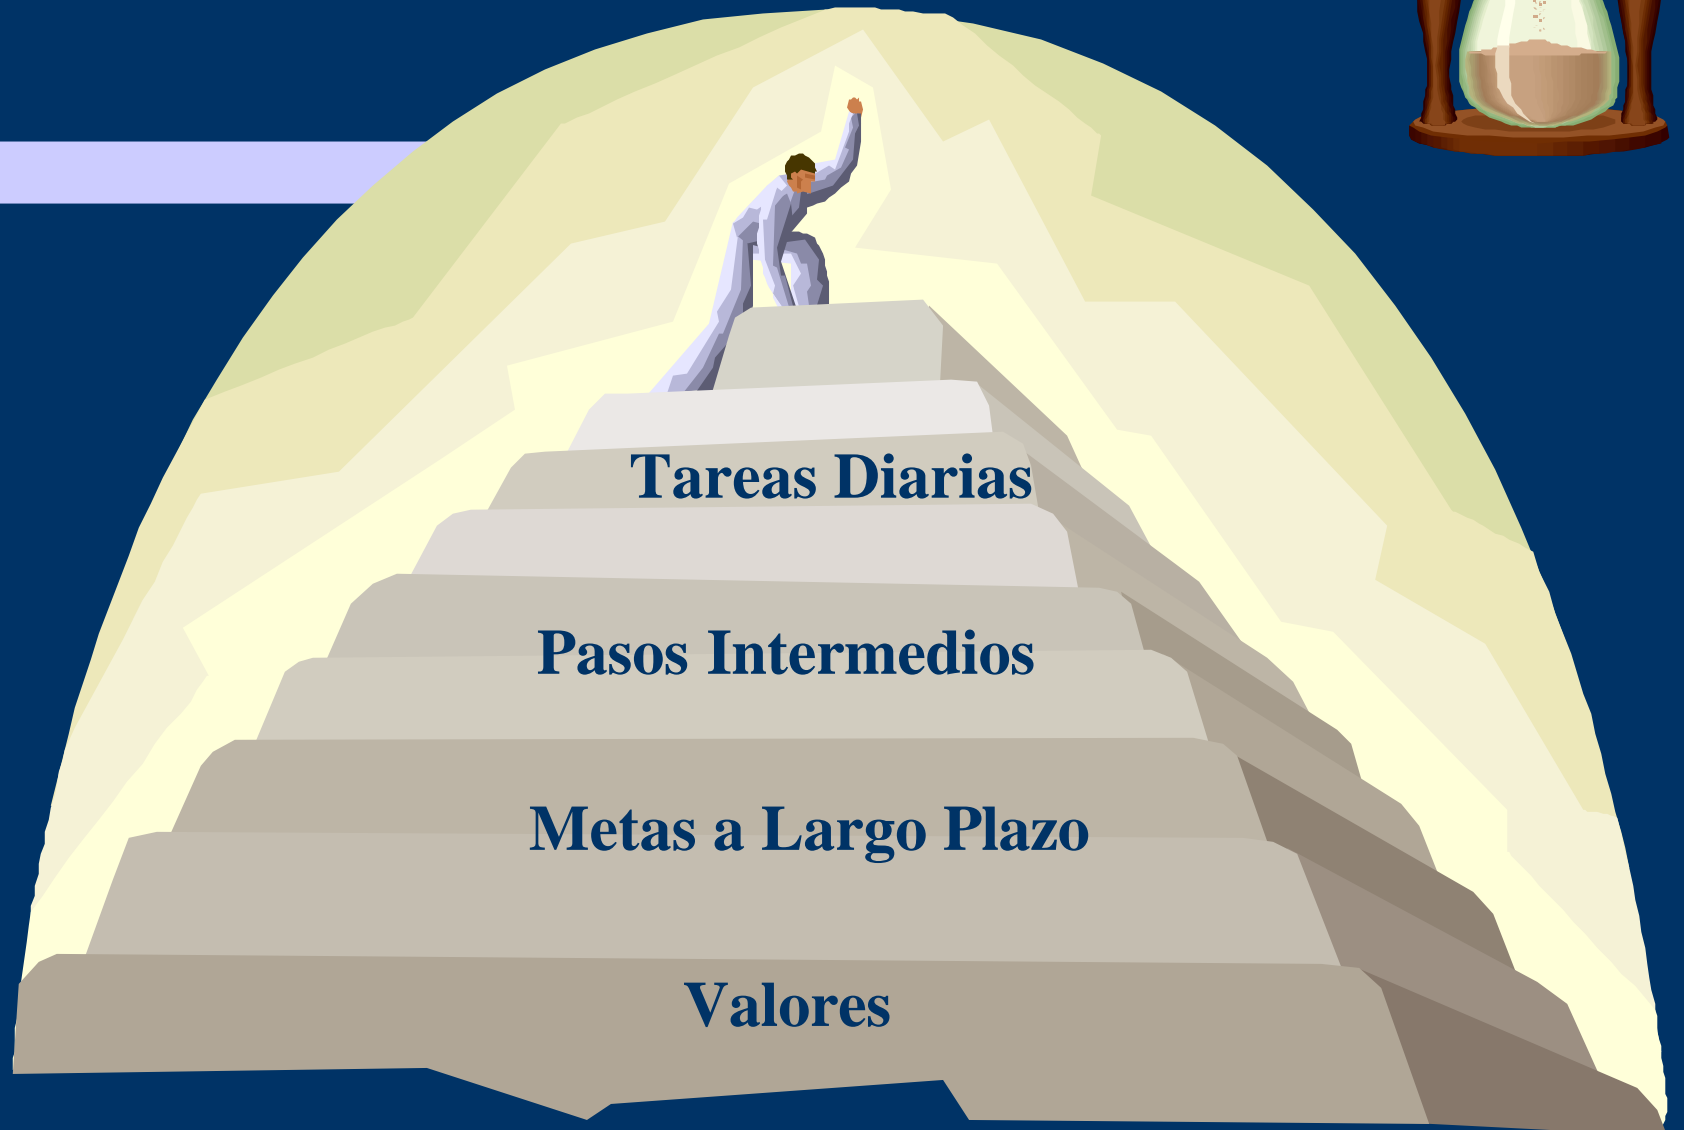 Tareas Diarias
Pasos Intermedios
Metas a Largo Plazo
Valores